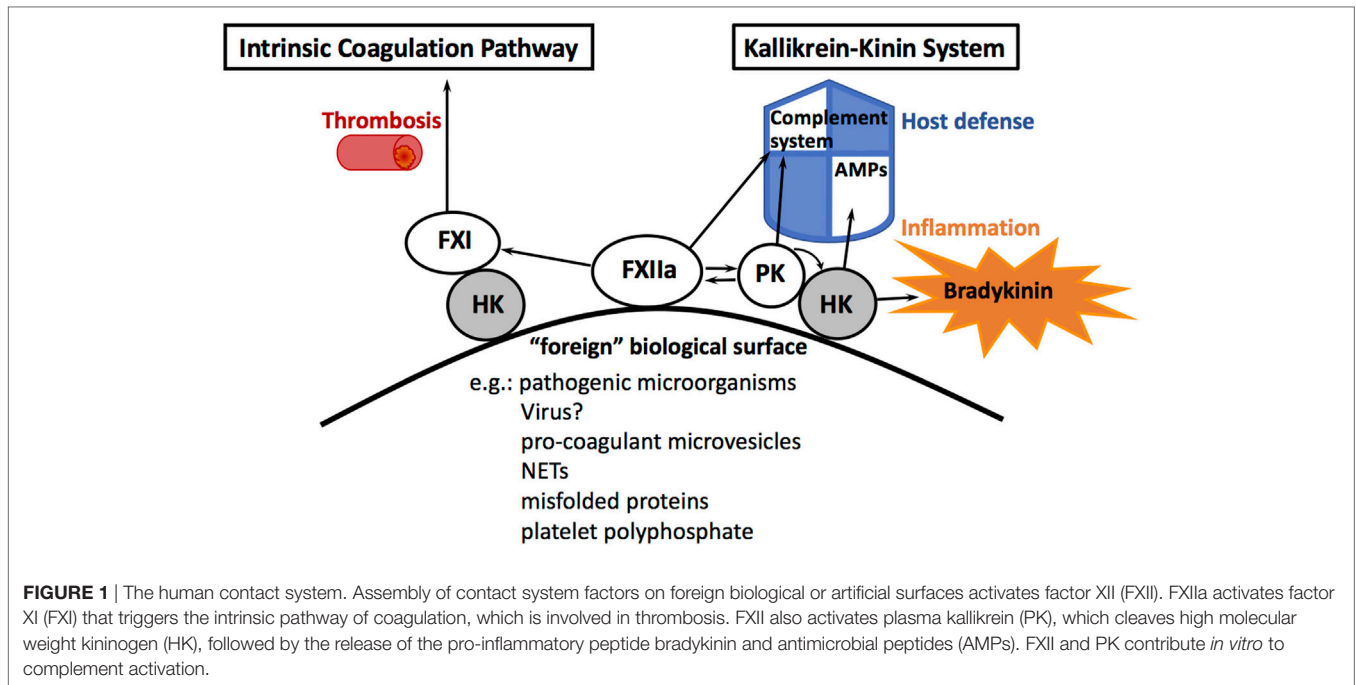 Intrinsic Coagulation Pathway
Kallikrein-Kinin System
Thrombosis
Complement
system
Host defense
AMPs
Inflammation
FXI
FXIIa
PK
HK
HK
Bradykinin
“foreign” biological surface
e.g.: pathogenic microorganisms
Virus?
pro-coagulant microvesicles
NETs
misfolded proteins
platelet polyphosphate
FIGURE 1 | The human contact system. Assembly of contact system factors on foreign biological or artificial surfaces activates factor XII (FXII). FXIIa activates factor
XI (FXI) that triggers the intrinsic pathway of coagulation, which is involved in thrombosis. FXII also activates plasma kallikrein (PK), which cleaves high molecular
weight kininogen (HK), followed by the release of the pro-inflammatory peptide bradykinin and antimicrobial peptides (AMPs). FXII and PK contribute in vitro to
complement activation.